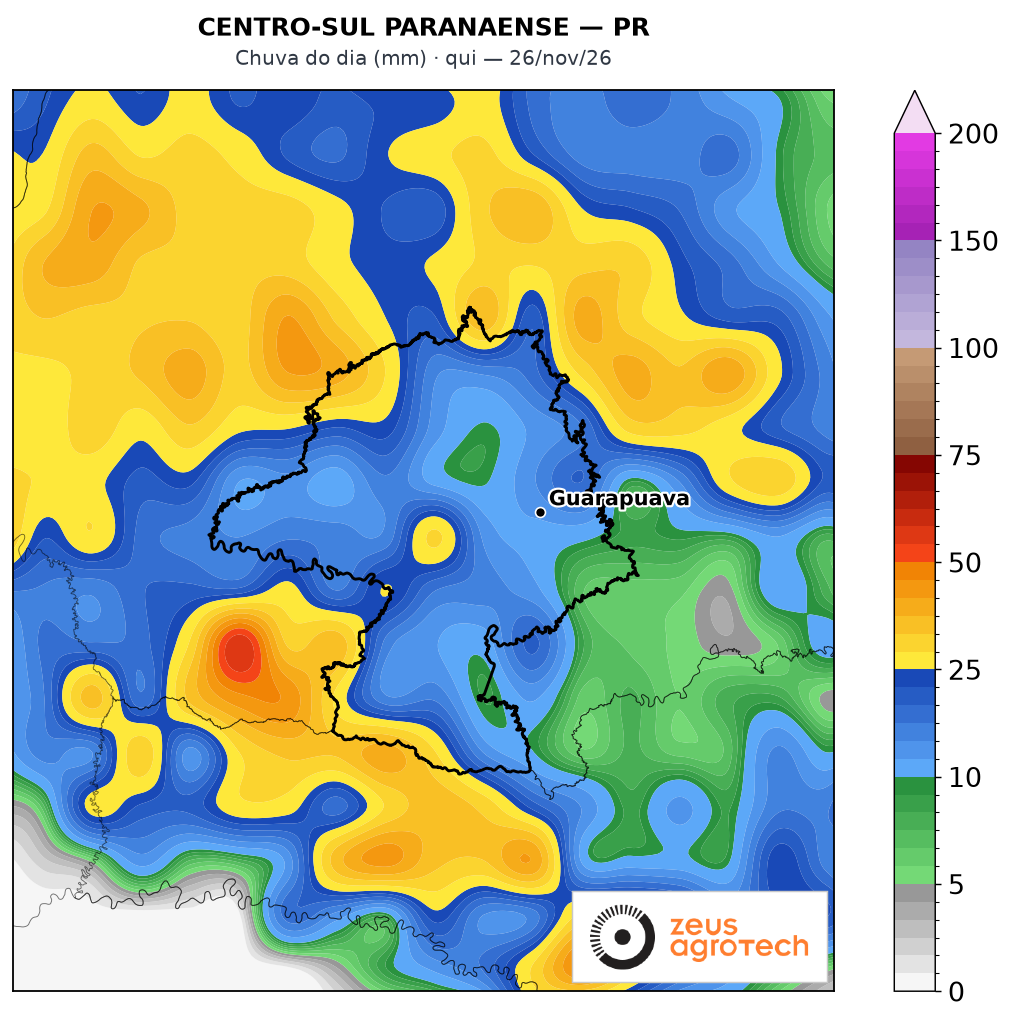 CENTRO-SUL PARANAENSE — PR
Chuva do dia (mm) · qui — 26/nov/26
200
150
100
75
50
25
10
5
0
Guarapuava
zeus
agrotech